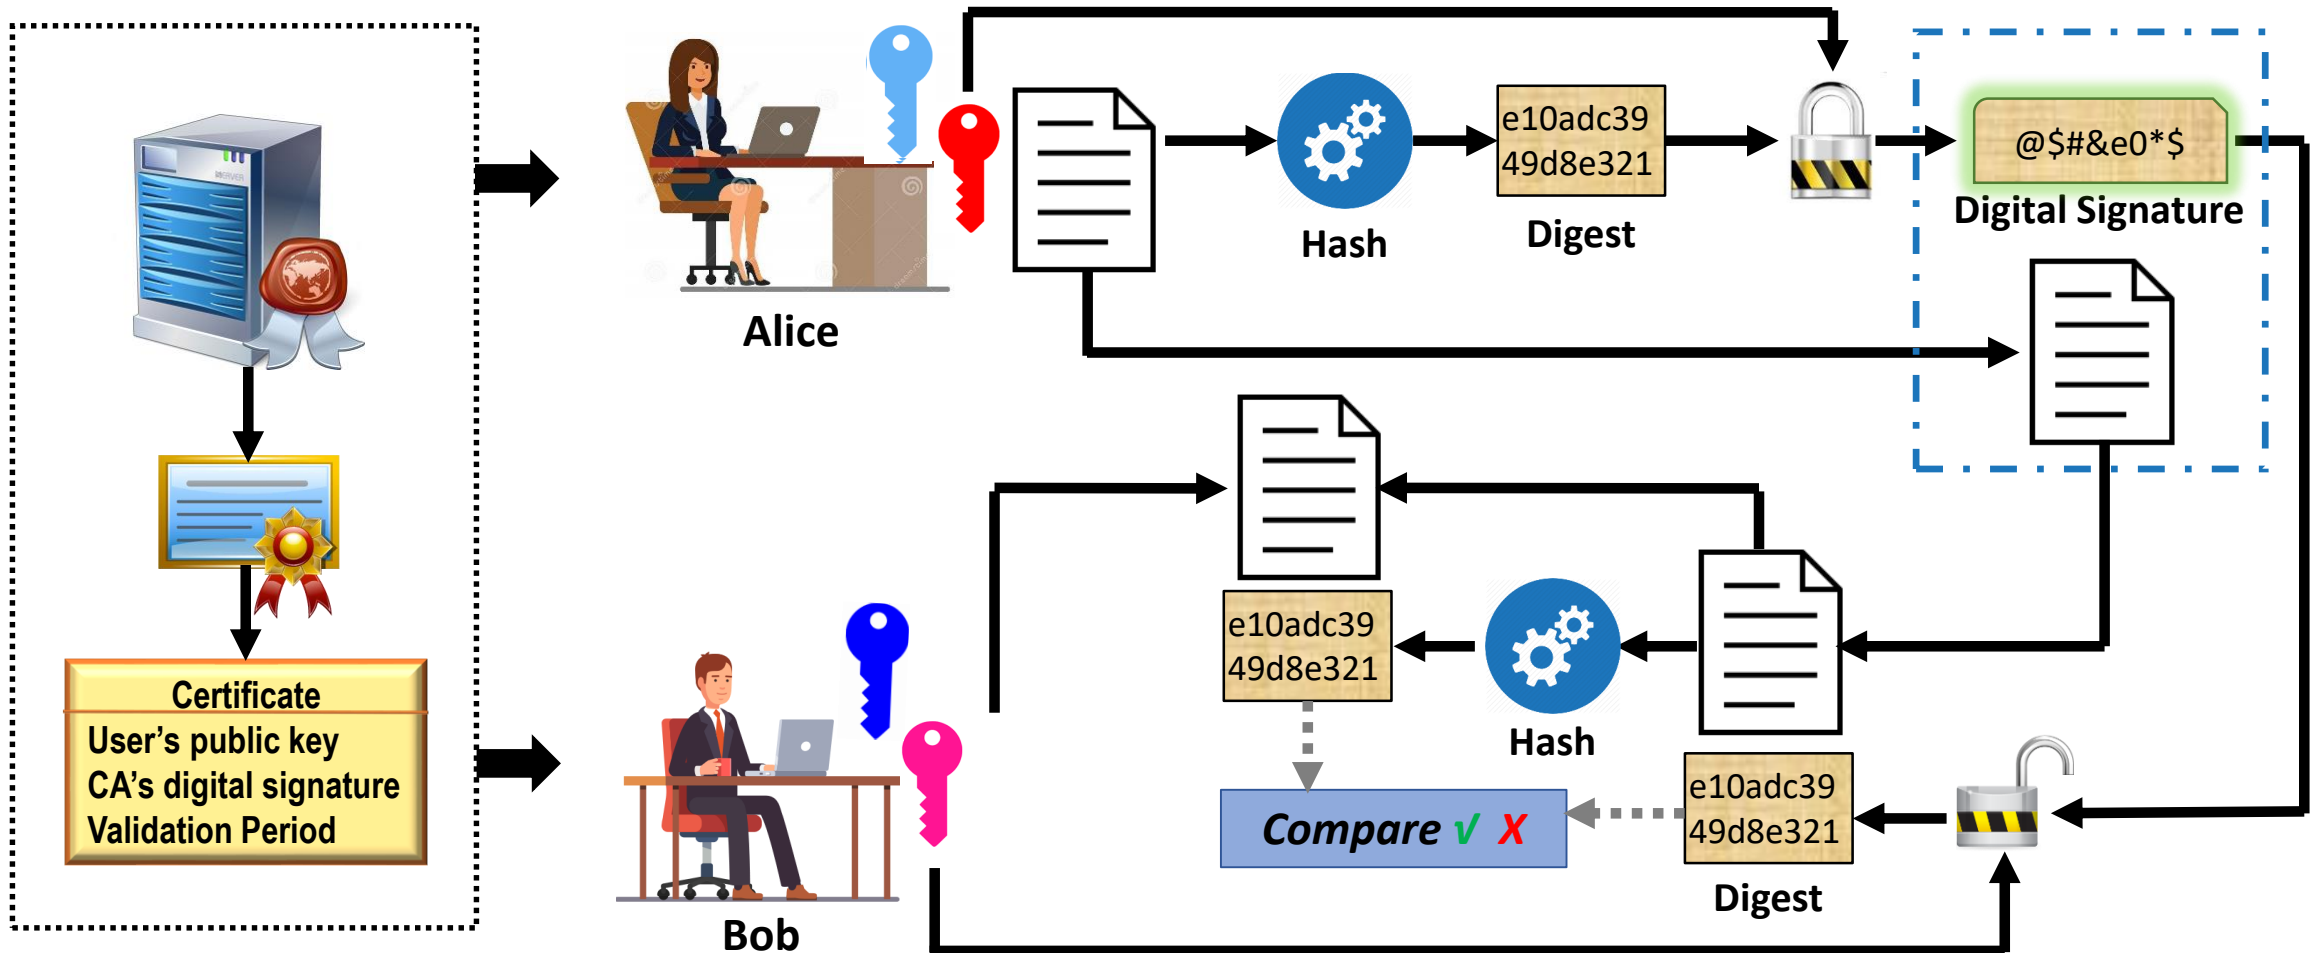 SERVER
Certificate
User's public key
CA's digital signature
Validation Period
Alice
Hash
e10adc39
49d8e321
Digest
@$#&e0*$
Digital Signature
Bob
e10adc39
49d8e321
Hash
Compare √ X
e10adc39
49d8e321
Digest